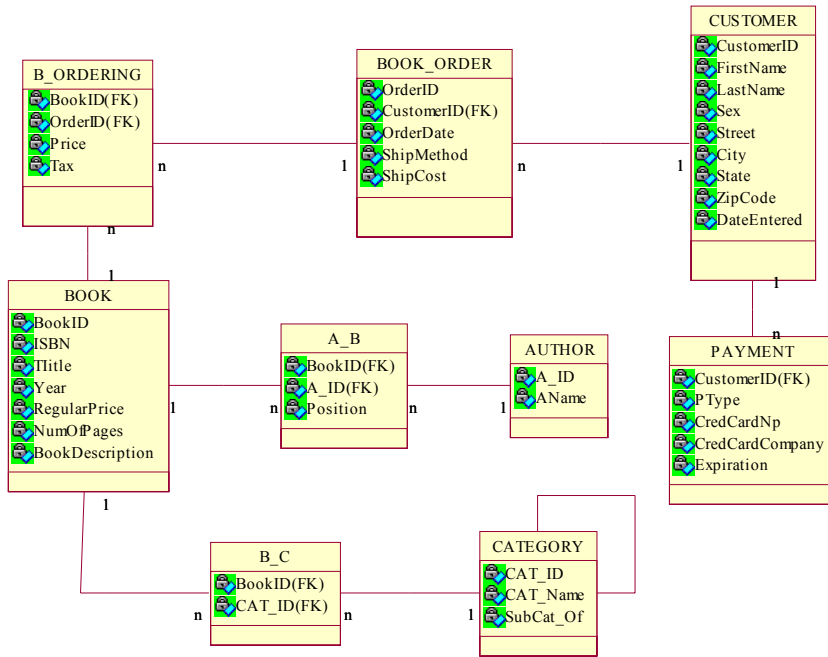 CUSTOMER
CustomerID
FirstName
LastName
Sex
Street
City
State
ZipCode
DateEntered
BOOK_ORDER
OrderID
CustomerID(FK)
OrderDate
ShipMethod
ShipCost
B_ORDERING
BookID(FK)
OrderID(FK)
Price
Tax
n
1
n
1
n
1
1
n
BOOK
BookID
ISBN
TIitle
Year
RegularPrice
NumOfPages
BookDescription
A_B
BookID(FK)
A_ID(FK)
Position
AUTHOR
A_ID
AName
PAYMENT
CustomerID(FK)
PType
CredCardNp
CredCardCompany
Expiration
1
n
n
1
1
B_C
BookID(FK)
CAT_ID(FK)
CATEGORY
CAT_ID
CAT_Name
SubCat_Of
n
n
1